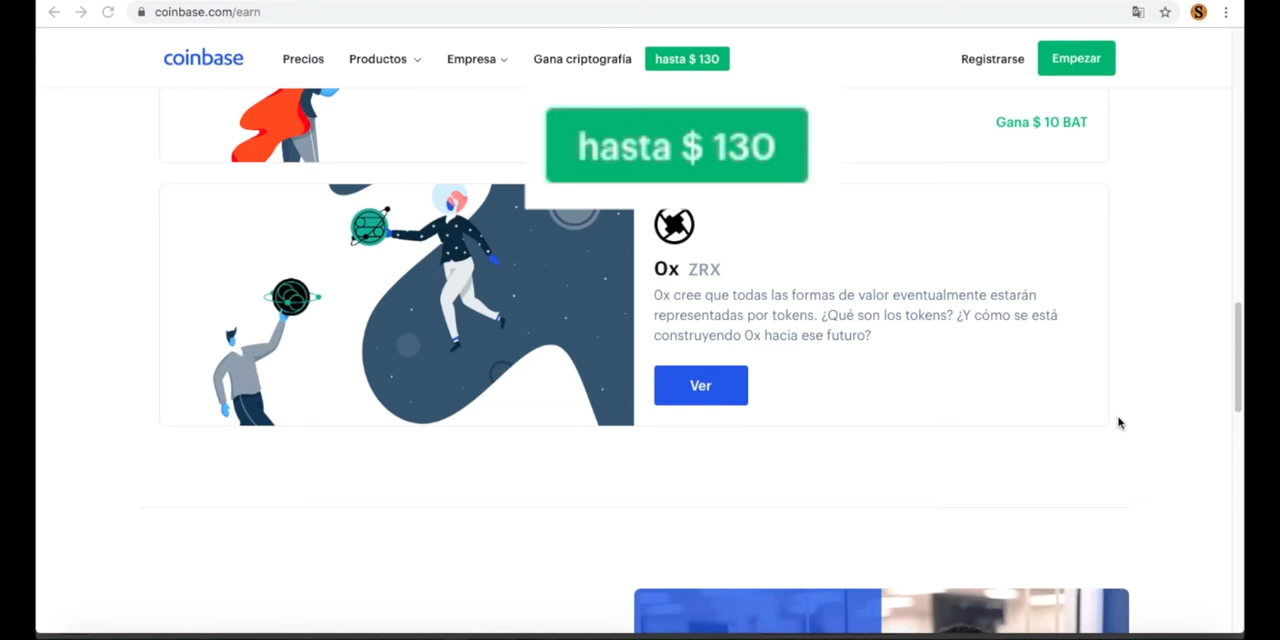 coinbase.com/earn
S
coinbase Precios Productos Empresa Gana criptografía hasta $ 130 Registrarse Empezar
hasta $ 130
Gana $ 10 BAT
0x ZRX
0x cree que todas las formas de valor eventualmente estarán
representadas por tokens. ¿Qué son los tokens? ¿Y cómo se está
construyendo 0x hacia ese futuro?
Ver